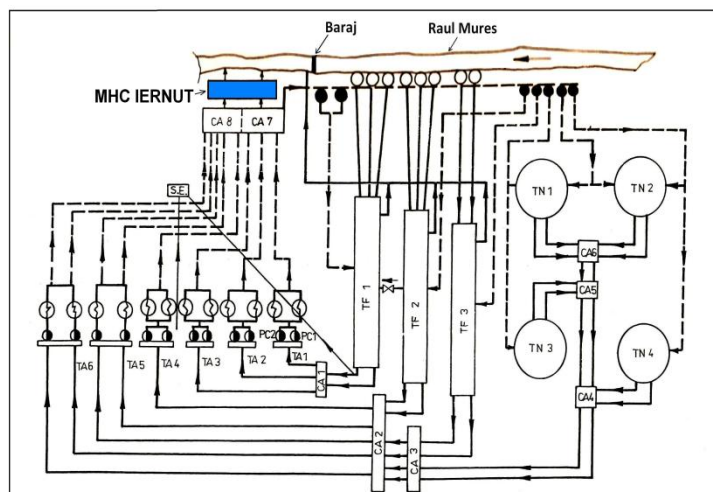 Baraj
Raul Mures
MHC IERNUT
CA 8
CA 7
S.E.
TN 1
TN 2
CA6
CA5
TF 1
TF 2
TF 3
TN 3
TN 4
PC2
PC1
TA6
TA5
TA 4
TA 3
TA 2
TA1
CA 1
CA4
CA 2
CA 3